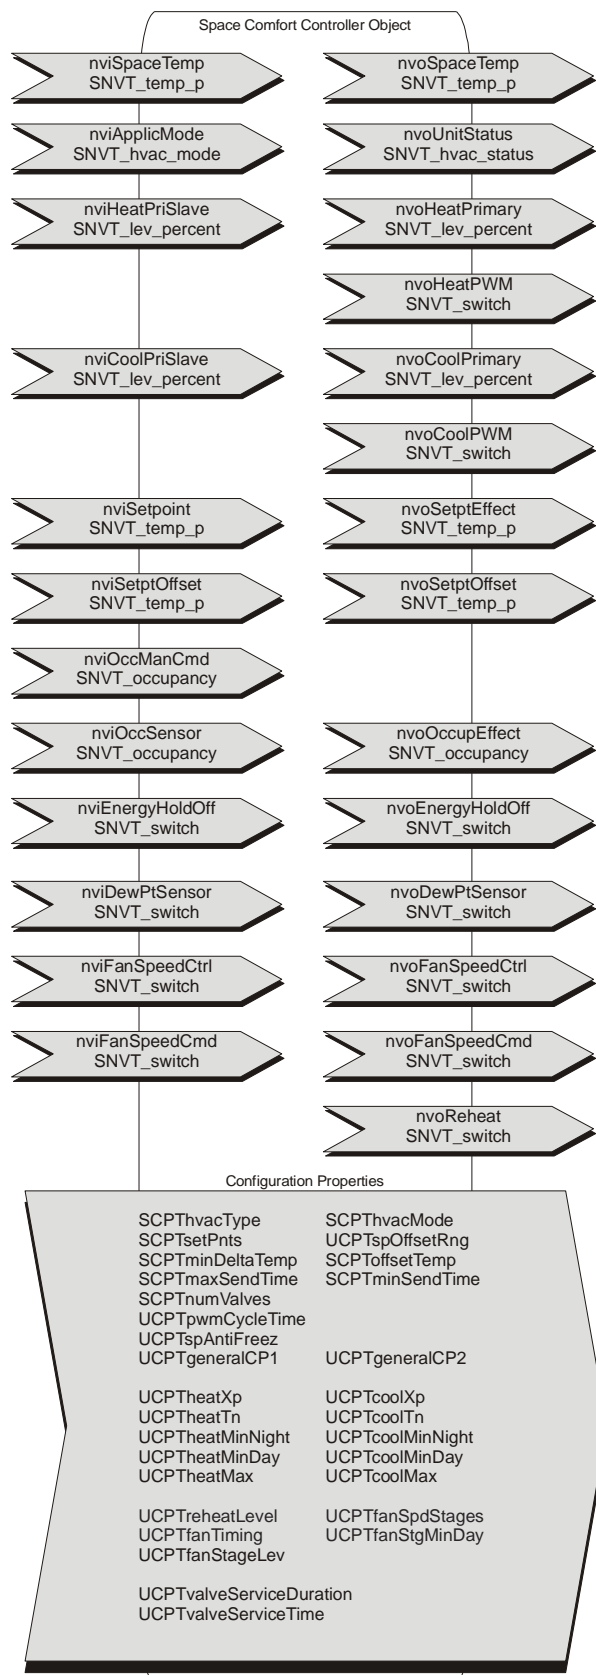 Space Comfort Controller Object
nviSpaceTemp
SNVT_temp_p
nvoSpaceTemp
SNVT_temp_p
nviApplicMode
SNVT_hvac_mode
nvoUnitStatus
SNVT_hvac_status
nviHeatPriSlave
SNVT_lev_percent
nvoHeatPrimary
SNVT_lev_percent
nvoHeatPWM
SNVT_switch
nviCoolPriSlave
SNVT_lev_percent
nvoCoolPrimary
SNVT_lev_percent
nvoCoolPWM
SNVT_switch
nviSetpoint
SNVT_temp_p
nvoSetptEffect
SNVT_temp_p
nviSetptOffset
SNVT_temp_p
nvoSetptOffset
SNVT_temp_p
nviOccManCmd
SNVT_occupancy
nviOccSensor
SNVT_occupancy
nvoOccupEffect
SNVT_occupancy
nviEnergyHoldOff
SNVT_switch
nvoEnergyHoldOff
SNVT_switch
nviDewPtSensor
SNVT_switch
nvoDewPtSensor
SNVT_switch
nviFanSpeedCtrl
SNVT_switch
nvoFanSpeedCtrl
SNVT_switch
nviFanSpeedCmd
SNVT_switch
nvoFanSpeedCmd
SNVT_switch
nvoReheat
SNVT_switch
Configuration Properties
SCPThvacType SCPThvacMode
SCPTsetPnts UCPTspOffsetRng
SCPTminDeltaTemp SCPToffsetTemp
SCPTmaxSendTime SCPTminSendTime
SCPTnumValves
UCPTpwmCycleTime
UCPTspAntiFreez
UCPTgeneralCP1 UCPTgeneralCP2
UCPTheatXp UCPTcoolXp
UCPTheatTn UCPTcoolTn
UCPTheatMinNight UCPTcoolMinNight
UCPTheatMinDay UCPTcoolMinDay
UCPTheatMax UCPTcoolMax
UCPTreheatLevel UCPTfanSpdStages
UCPTfanTiming UCPTfanStgMinDay
UCPTfanStageLev
UCPTvalveServiceDuration
UCPTvalveServiceTime